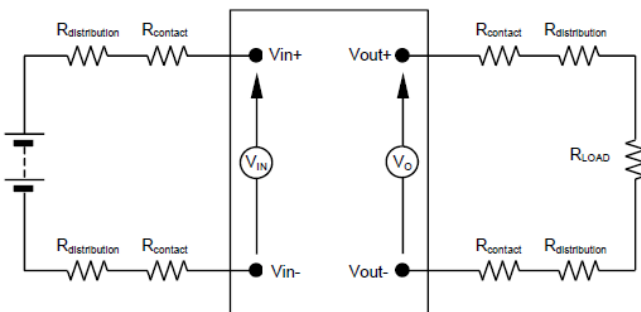 Rdistribution Rcontact Vin+ Vout+ Rcontact Rdistribution
VIN VO RLOAD
Rdistribution Rcontact Vin- Vout- Rcontact Rdistribution